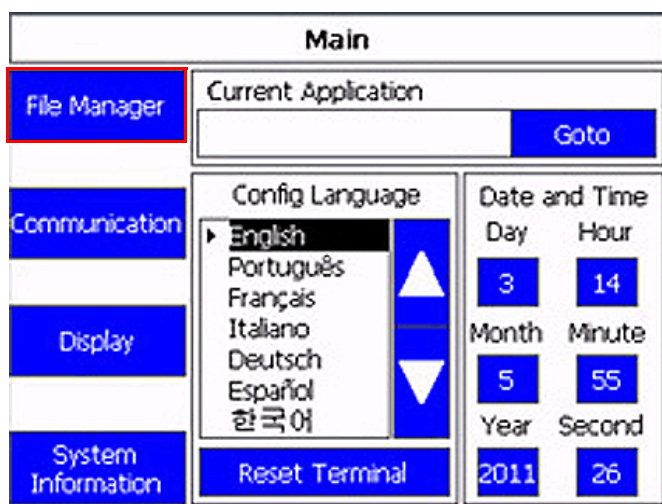 Main
File Manager
Current Application
Goto
Communication
Display
System
Information
Config Language
English
Português
Français
Italiano
Deutsch
Español
한국어
Reset Terminal
Date and Time
Day Hour
3 14
Month Minute
5 55
Year Second
2011 26